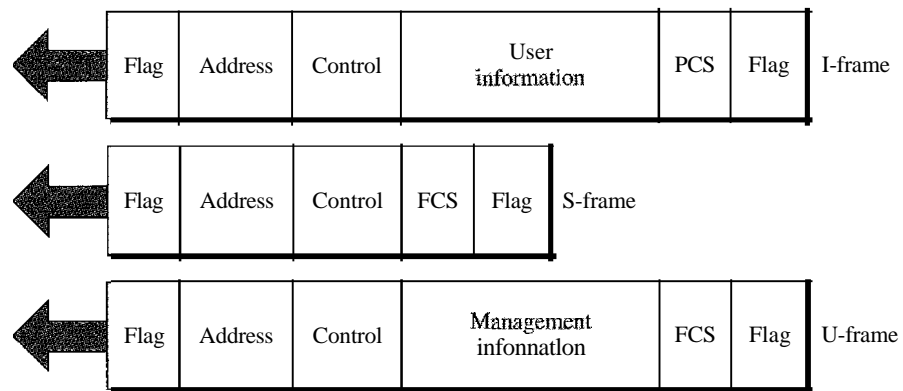 Flag Address Control User information PCS Flag I-frame
Flag Address Control FCS Flag S-frame
Flag Address Control Management infonnatlon FCS Flag U-frame